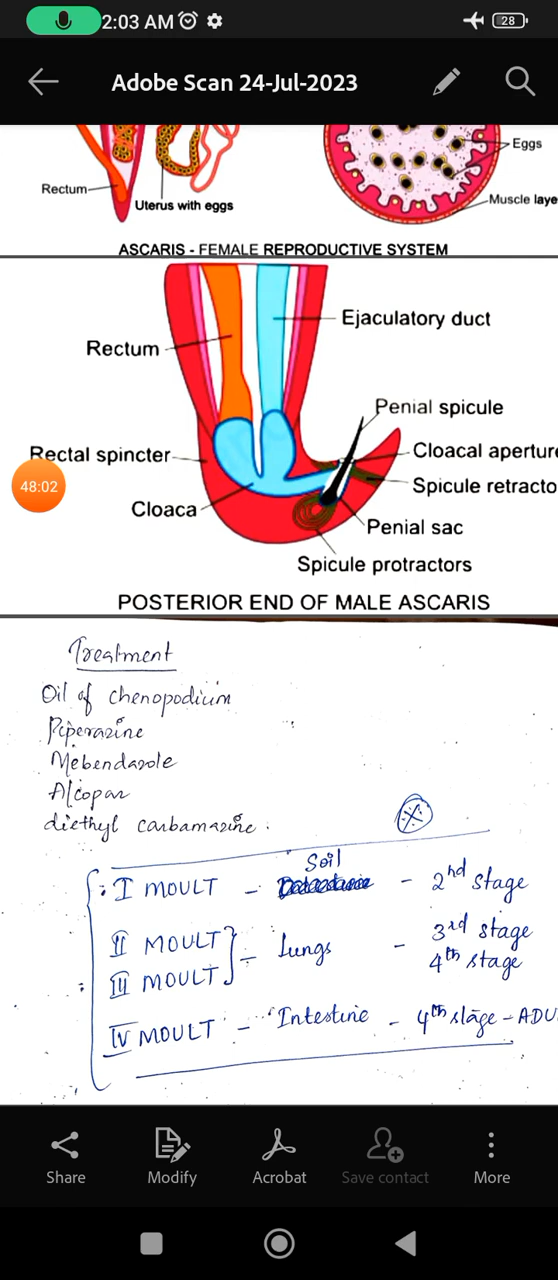 2:03 AM
28
Adobe Scan 24-Jul-2023
Eggs
Rectum
Uterus with eggs
Muscle laye
ASCARIS - FEMALE REPRODUCTIVE SYSTEM
Ejaculatory duct
Rectum
Penial spicule
Rectal spincter
Cloacal aperture
48:02
Spicule retracto
Cloaca
Penial sac
Spicule protractors
POSTERIOR END OF MALE ASCARIS
Treatment
Oil of chenopodium
Piperazine
Mebendazole
Alcopar
diethyl carbamazine.
Soil
I MOULT - - 2nd stage
II MOULT - Lungs - 3rd stage
III MOULT 4th stage
IV MOULT - Intestine - 4th stage - ADU
Share
Modify
Acrobat
Save contact
More